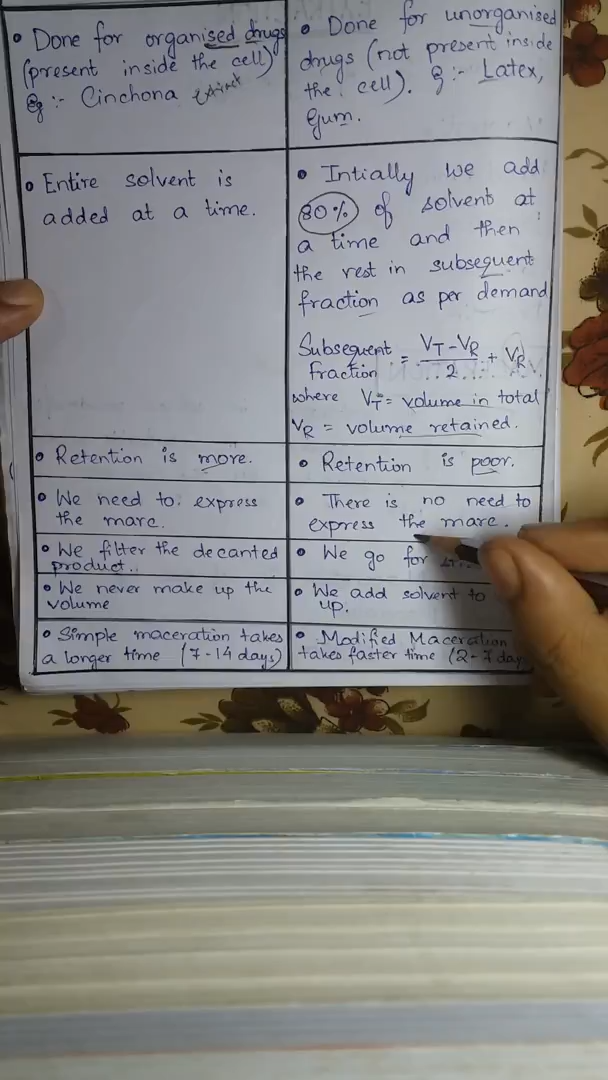 • Done for organised drugs
(present inside the cell)
Eg :- Cinchona extract
• Done for unorganised
drugs (not present inside
the cell). Eg :- Latex,
Gum.
• Entire solvent is
added at a time.
• Intially we add
80% of solvent at
a time and then
the rest in subsequent
fraction as per demand
Subsequent fraction = VT - VR / 2 + VR
where VT = volume in total
VR = volume retained.
• Retention is more.
• Retention is poor.
• We need to express
the marc.
• There is no need to
express the marc.
• We filter the decanted
product.
• We go for
• We never make up the
volume
• We add solvent to
up.
• Simple maceration takes
a longer time (7-14 days)
• Modified Maceration
takes faster time (2-7 day